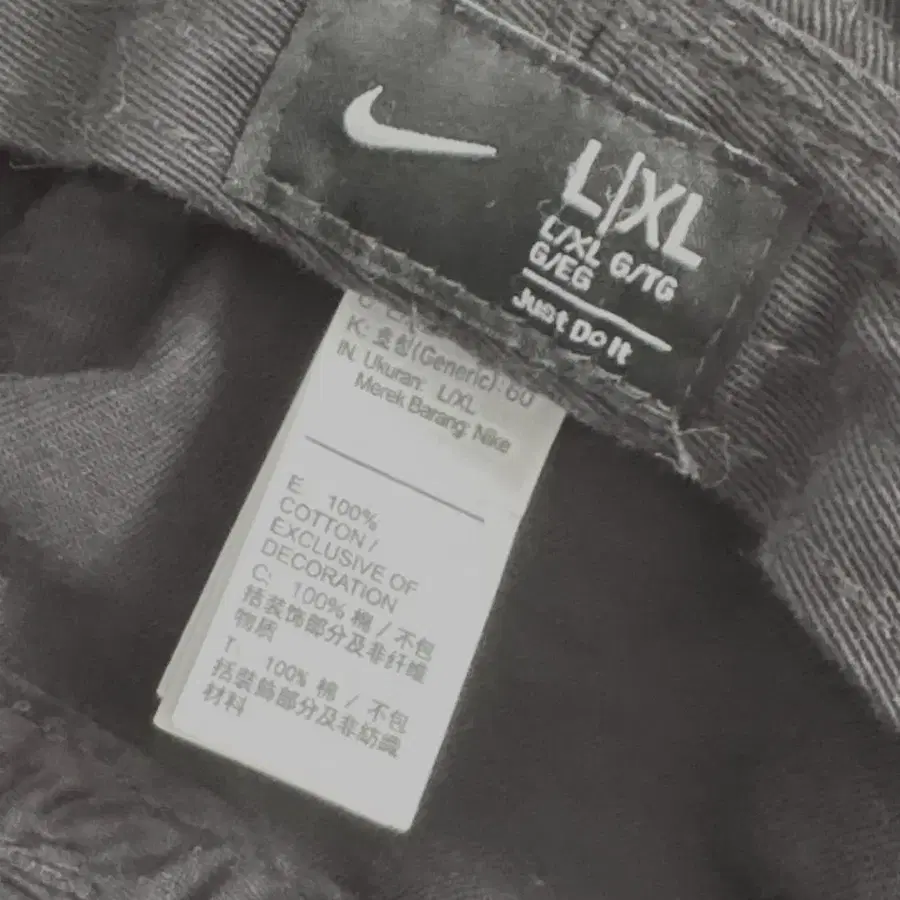 L/XL
L/XL G/TG
G/EG
Just Do It
K: 호칭(Generic): 60
IN. Ukuran: L/XL
Merek Barang: Nike
E: 100%
COTTON /
EXCLUSIVE OF
DECORATION
C: 100% 棉 / 不包
括装饰部分及非纤维
物质
T: 100% 棉 / 不包
括裝飾部分及非紡織
材料